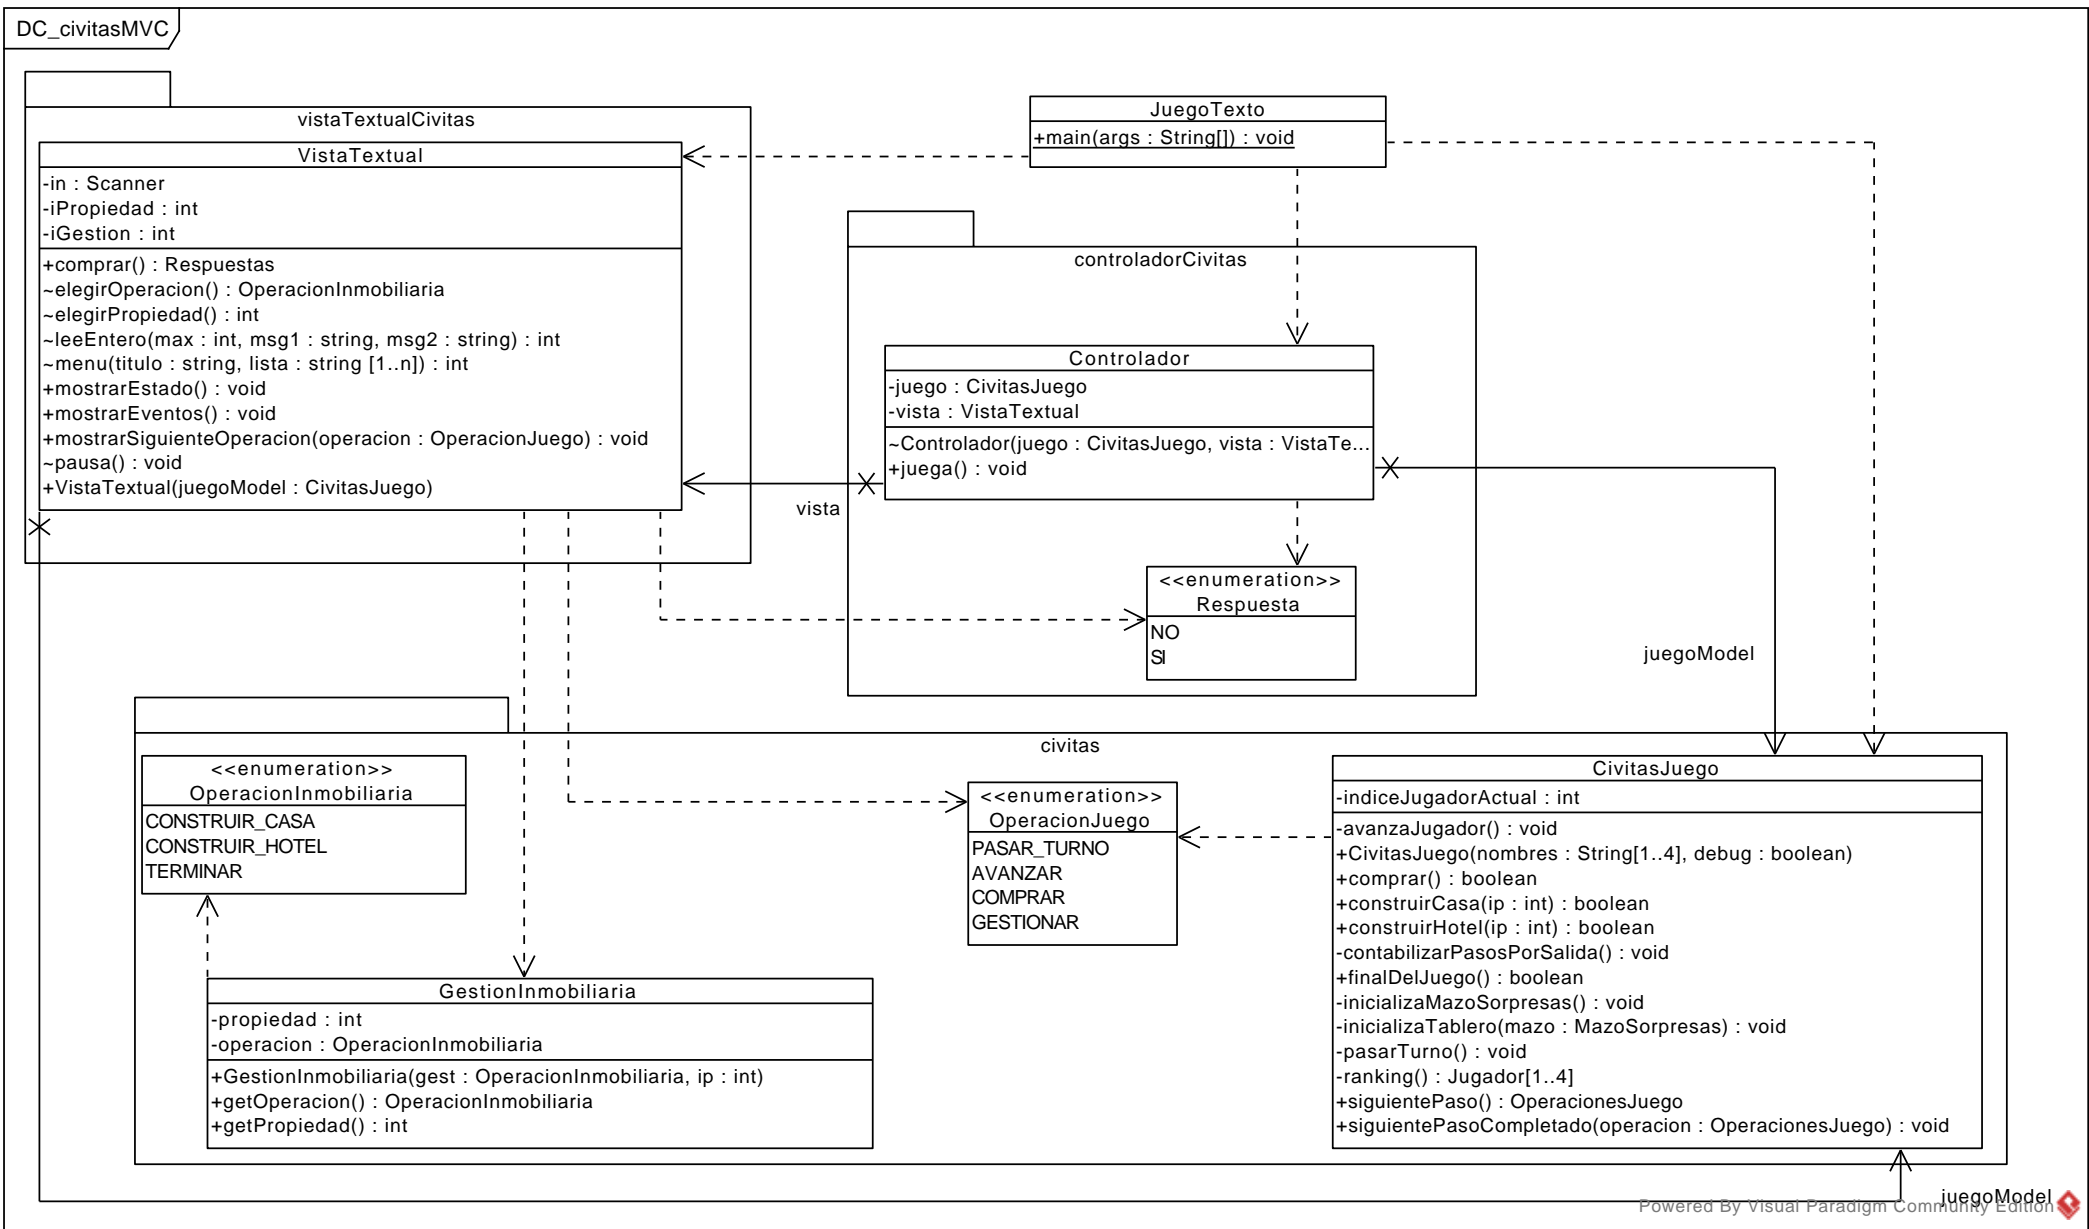 DC_civitasMVC
vistaTextualCivitas
VistaTextual
-in : Scanner
-iPropiedad : int
-iGestion : int
+comprar() : Respuestas
~elegirOperacion() : OperacionInmobiliaria
~elegirPropiedad() : int
~leeEntero(max : int, msg1 : string, msg2 : string) : int
~menu(titulo : string, lista : string [1..n]) : int
+mostrarEstado() : void
+mostrarEventos() : void
+mostrarSiguienteOperacion(operacion : OperacionJuego) : void
~pausa() : void
+VistaTextual(juegoModel : CivitasJuego)
JuegoTexto
+main(args : String[]) : void
controladorCivitas
Controlador
-juego : CivitasJuego
-vista : VistaTextual
~Controlador(juego : CivitasJuego, vista : VistaTe...
+juega() : void
vista
<<enumeration>>
Respuesta
NO
SI
juegoModel
civitas
<<enumeration>>
OperacionInmobiliaria
CONSTRUIR_CASA
CONSTRUIR_HOTEL
TERMINAR
<<enumeration>>
OperacionJuego
PASAR_TURNO
AVANZAR
COMPRAR
GESTIONAR
CivitasJuego
-indiceJugadorActual : int
-avanzaJugador() : void
+CivitasJuego(nombres : String[1..4], debug : boolean)
+comprar() : boolean
+construirCasa(ip : int) : boolean
+construirHotel(ip : int) : boolean
-contabilizarPasosPorSalida() : void
+finalDelJuego() : boolean
-inicializaMazoSorpresas() : void
-inicializaTablero(mazo : MazoSorpresas) : void
-pasarTurno() : void
-ranking() : Jugador[1..4]
+siguientePaso() : OperacionesJuego
+siguientePasoCompletado(operacion : OperacionesJuego) : void
GestionInmobiliaria
-propiedad : int
-operacion : OperacionInmobiliaria
+GestionInmobiliaria(gest : OperacionInmobiliaria, ip : int)
+getOperacion() : OperacionInmobiliaria
+getPropiedad() : int
juegoModel
Powered By Visual Paradigm Community Edition